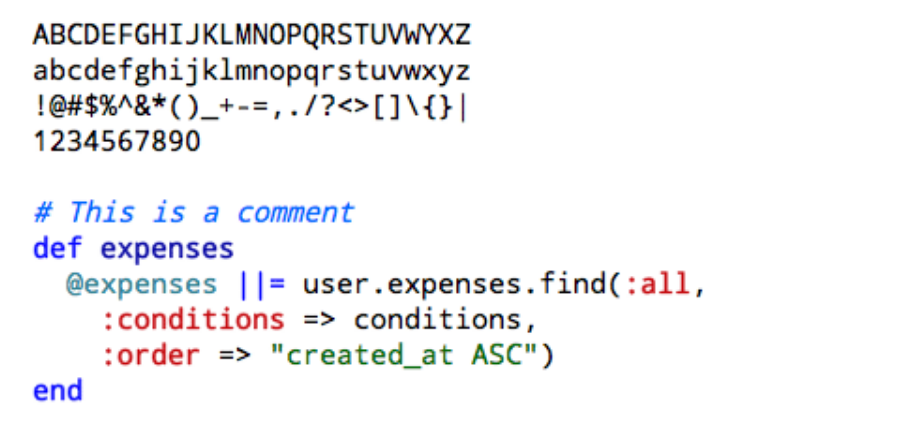 ABCDEFGHIJKLMNOPQRSTUVWYXZ
abcdefghijklmnopqrstuvwxyz
!@#$%^&*()_+-=,./?<>[]\{}|
1234567890

# This is a comment
def expenses
  @expenses ||= user.expenses.find(:all,
    :conditions => conditions,
    :order => "created_at ASC")
end